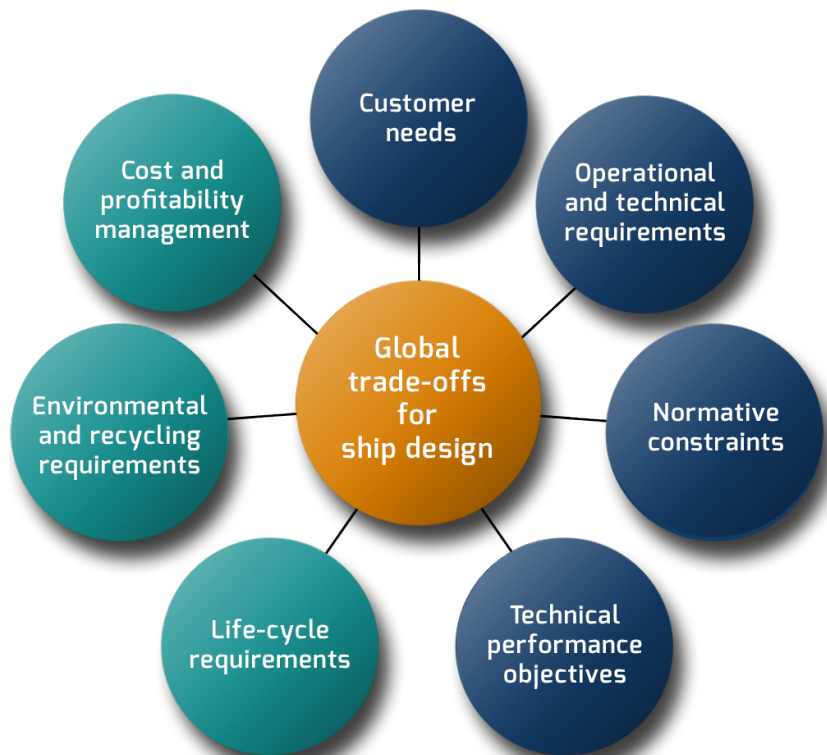 Customer
needs
Operational
and technical
requirements
Normative
constraints
Technical
performance
objectives
Life-cycle
requirements
Environmental
and recycling
requirements
Cost and
profitability
management
Global
trade-offs
for
ship design